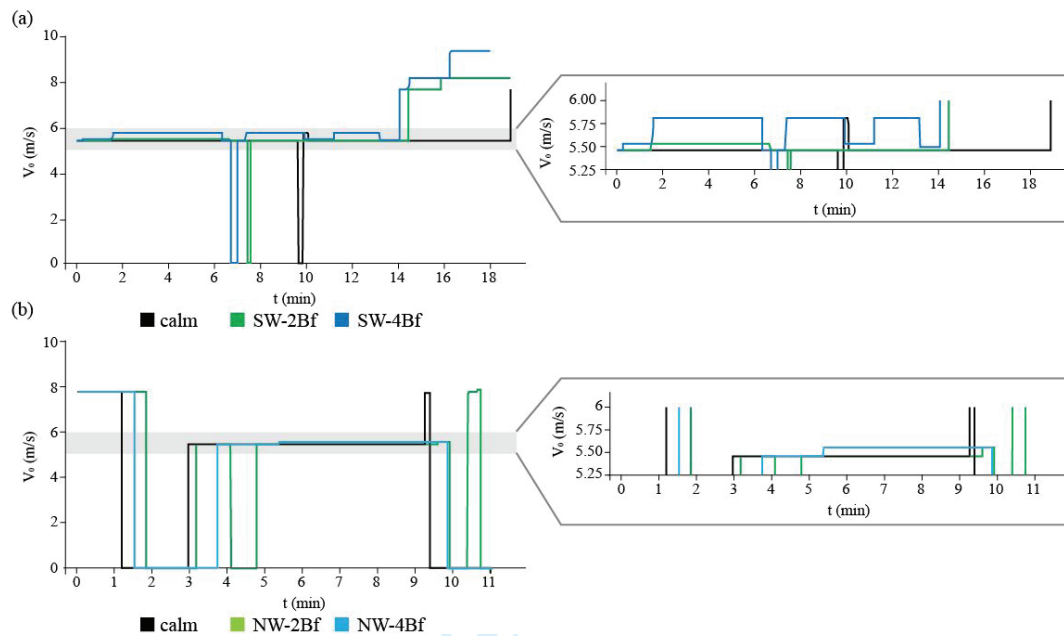 (a)
10
8
6
4
2
0
V₀ (m/s)
0 2 4 6 8 10 12 14 16 18
t (min)
calm SW-2Bf SW-4Bf
6.00
5.75
5.50
5.25
V₀ (m/s)
0 2 4 6 8 10 12 14 16 18
t (min)
(b)
10
8
6
4
2
0
V₀ (m/s)
0 1 2 3 4 5 6 7 8 9 10 11
t (min)
calm NW-2Bf NW-4Bf
6
5.75
5.50
5.25
V₀ (m/s)
0 1 2 3 4 5 6 7 8 9 10 11
t (min)